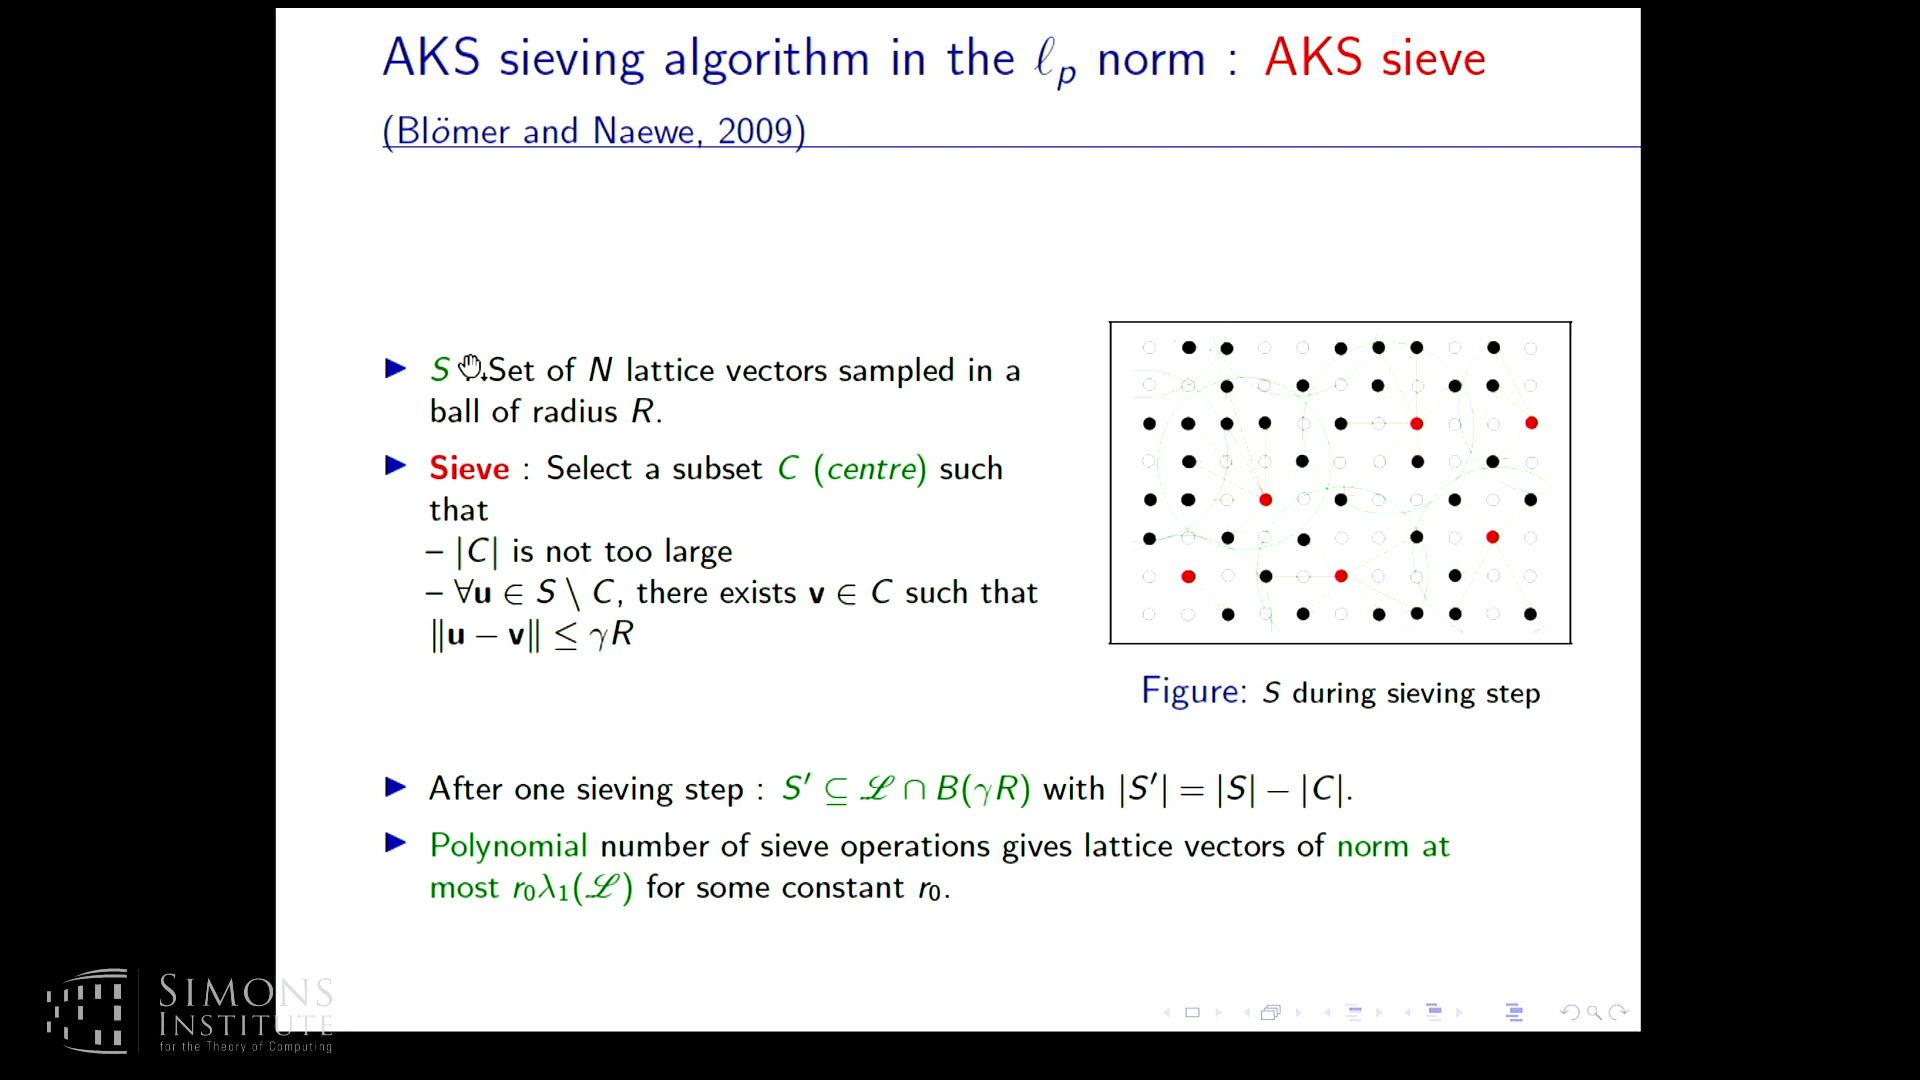 AKS sieving algorithm in the ℓₚ norm : AKS sieve
(Blömer and Naewe, 2009)
▶ S : Set of N lattice vectors sampled in a
ball of radius R.
▶ Sieve : Select a subset C (centre) such
that
– |C| is not too large
– ∀u ∈ S \ C, there exists v ∈ C such that
‖u − v‖ ≤ γR
Figure: S during sieving step
▶ After one sieving step : S′ ⊆ ℒ ∩ B(γR) with |S′| = |S| − |C|.
▶ Polynomial number of sieve operations gives lattice vectors of norm at
most r₀λ₁(ℒ) for some constant r₀.
SIMONS
INSTITUTE
for the Theory of Computing